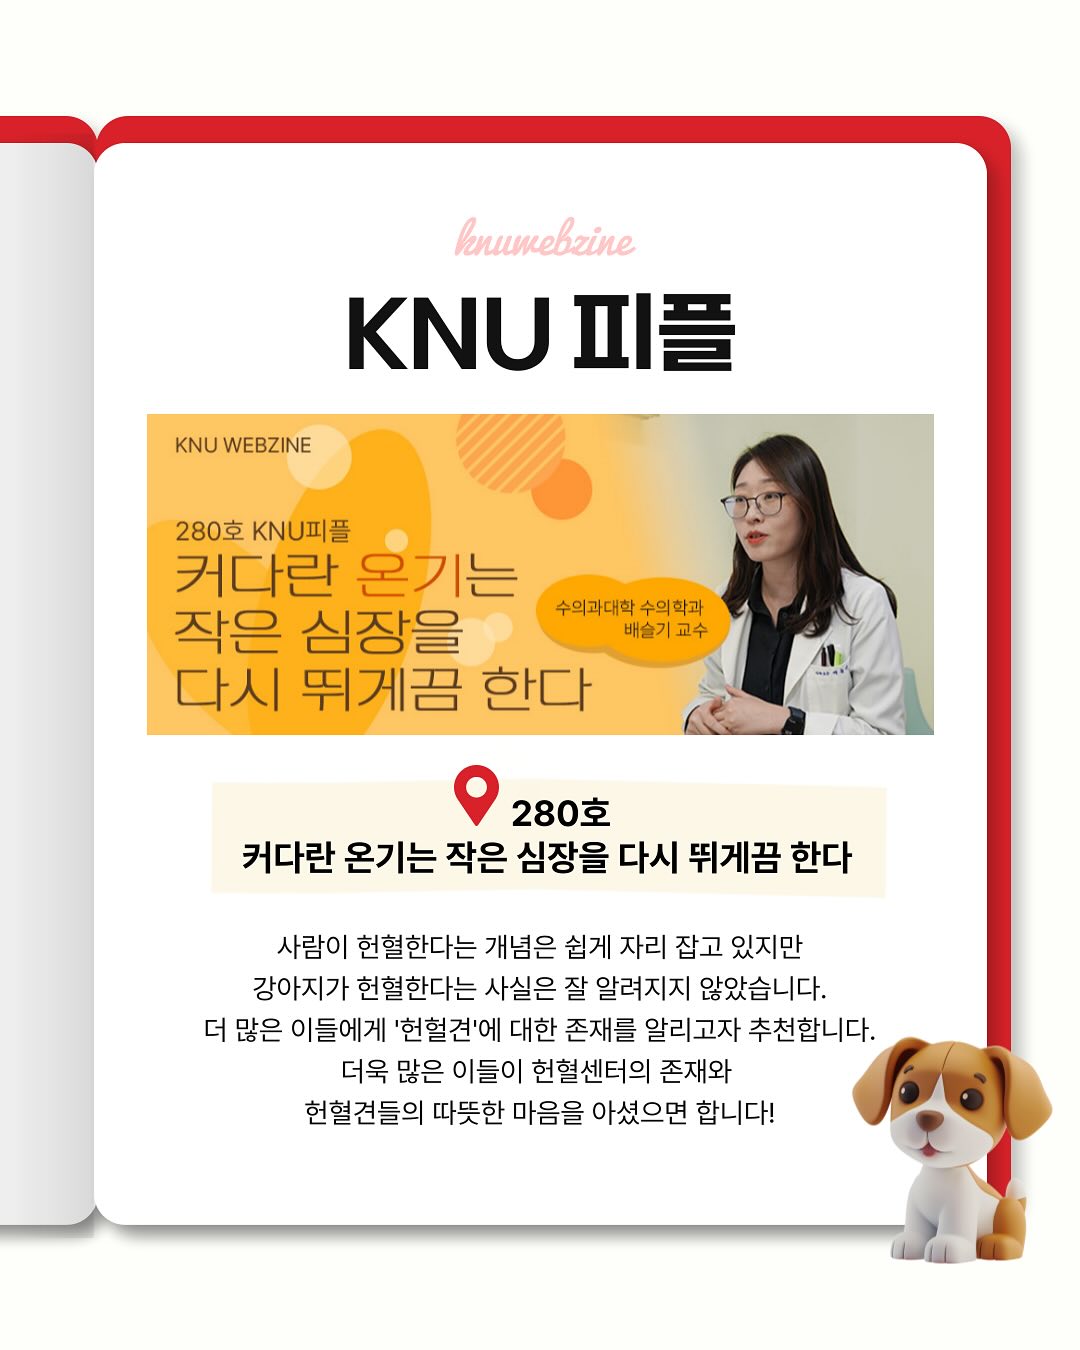 knuwebzine
KNU 피플
KNU WEBZINE
280호 KNU피플
커다란 온기는
작은 심장을
다시 뛰게끔 한다
수의과대학 수의학과
배슬기 교수
280호
커다란 온기는 작은 심장을 다시 뛰게끔 한다
사람이 헌혈한다는 개념은 쉽게 자리 잡고 있지만
강아지가 헌혈한다는 사실은 잘 알려지지 않았습니다.
더 많은 이들에게 '헌헐견'에 대한 존재를 알리고자 추천합니다.
더욱 많은 이들이 헌혈센터의 존재와
헌혈견들의 따뜻한 마음을 아셨으면 합니다!